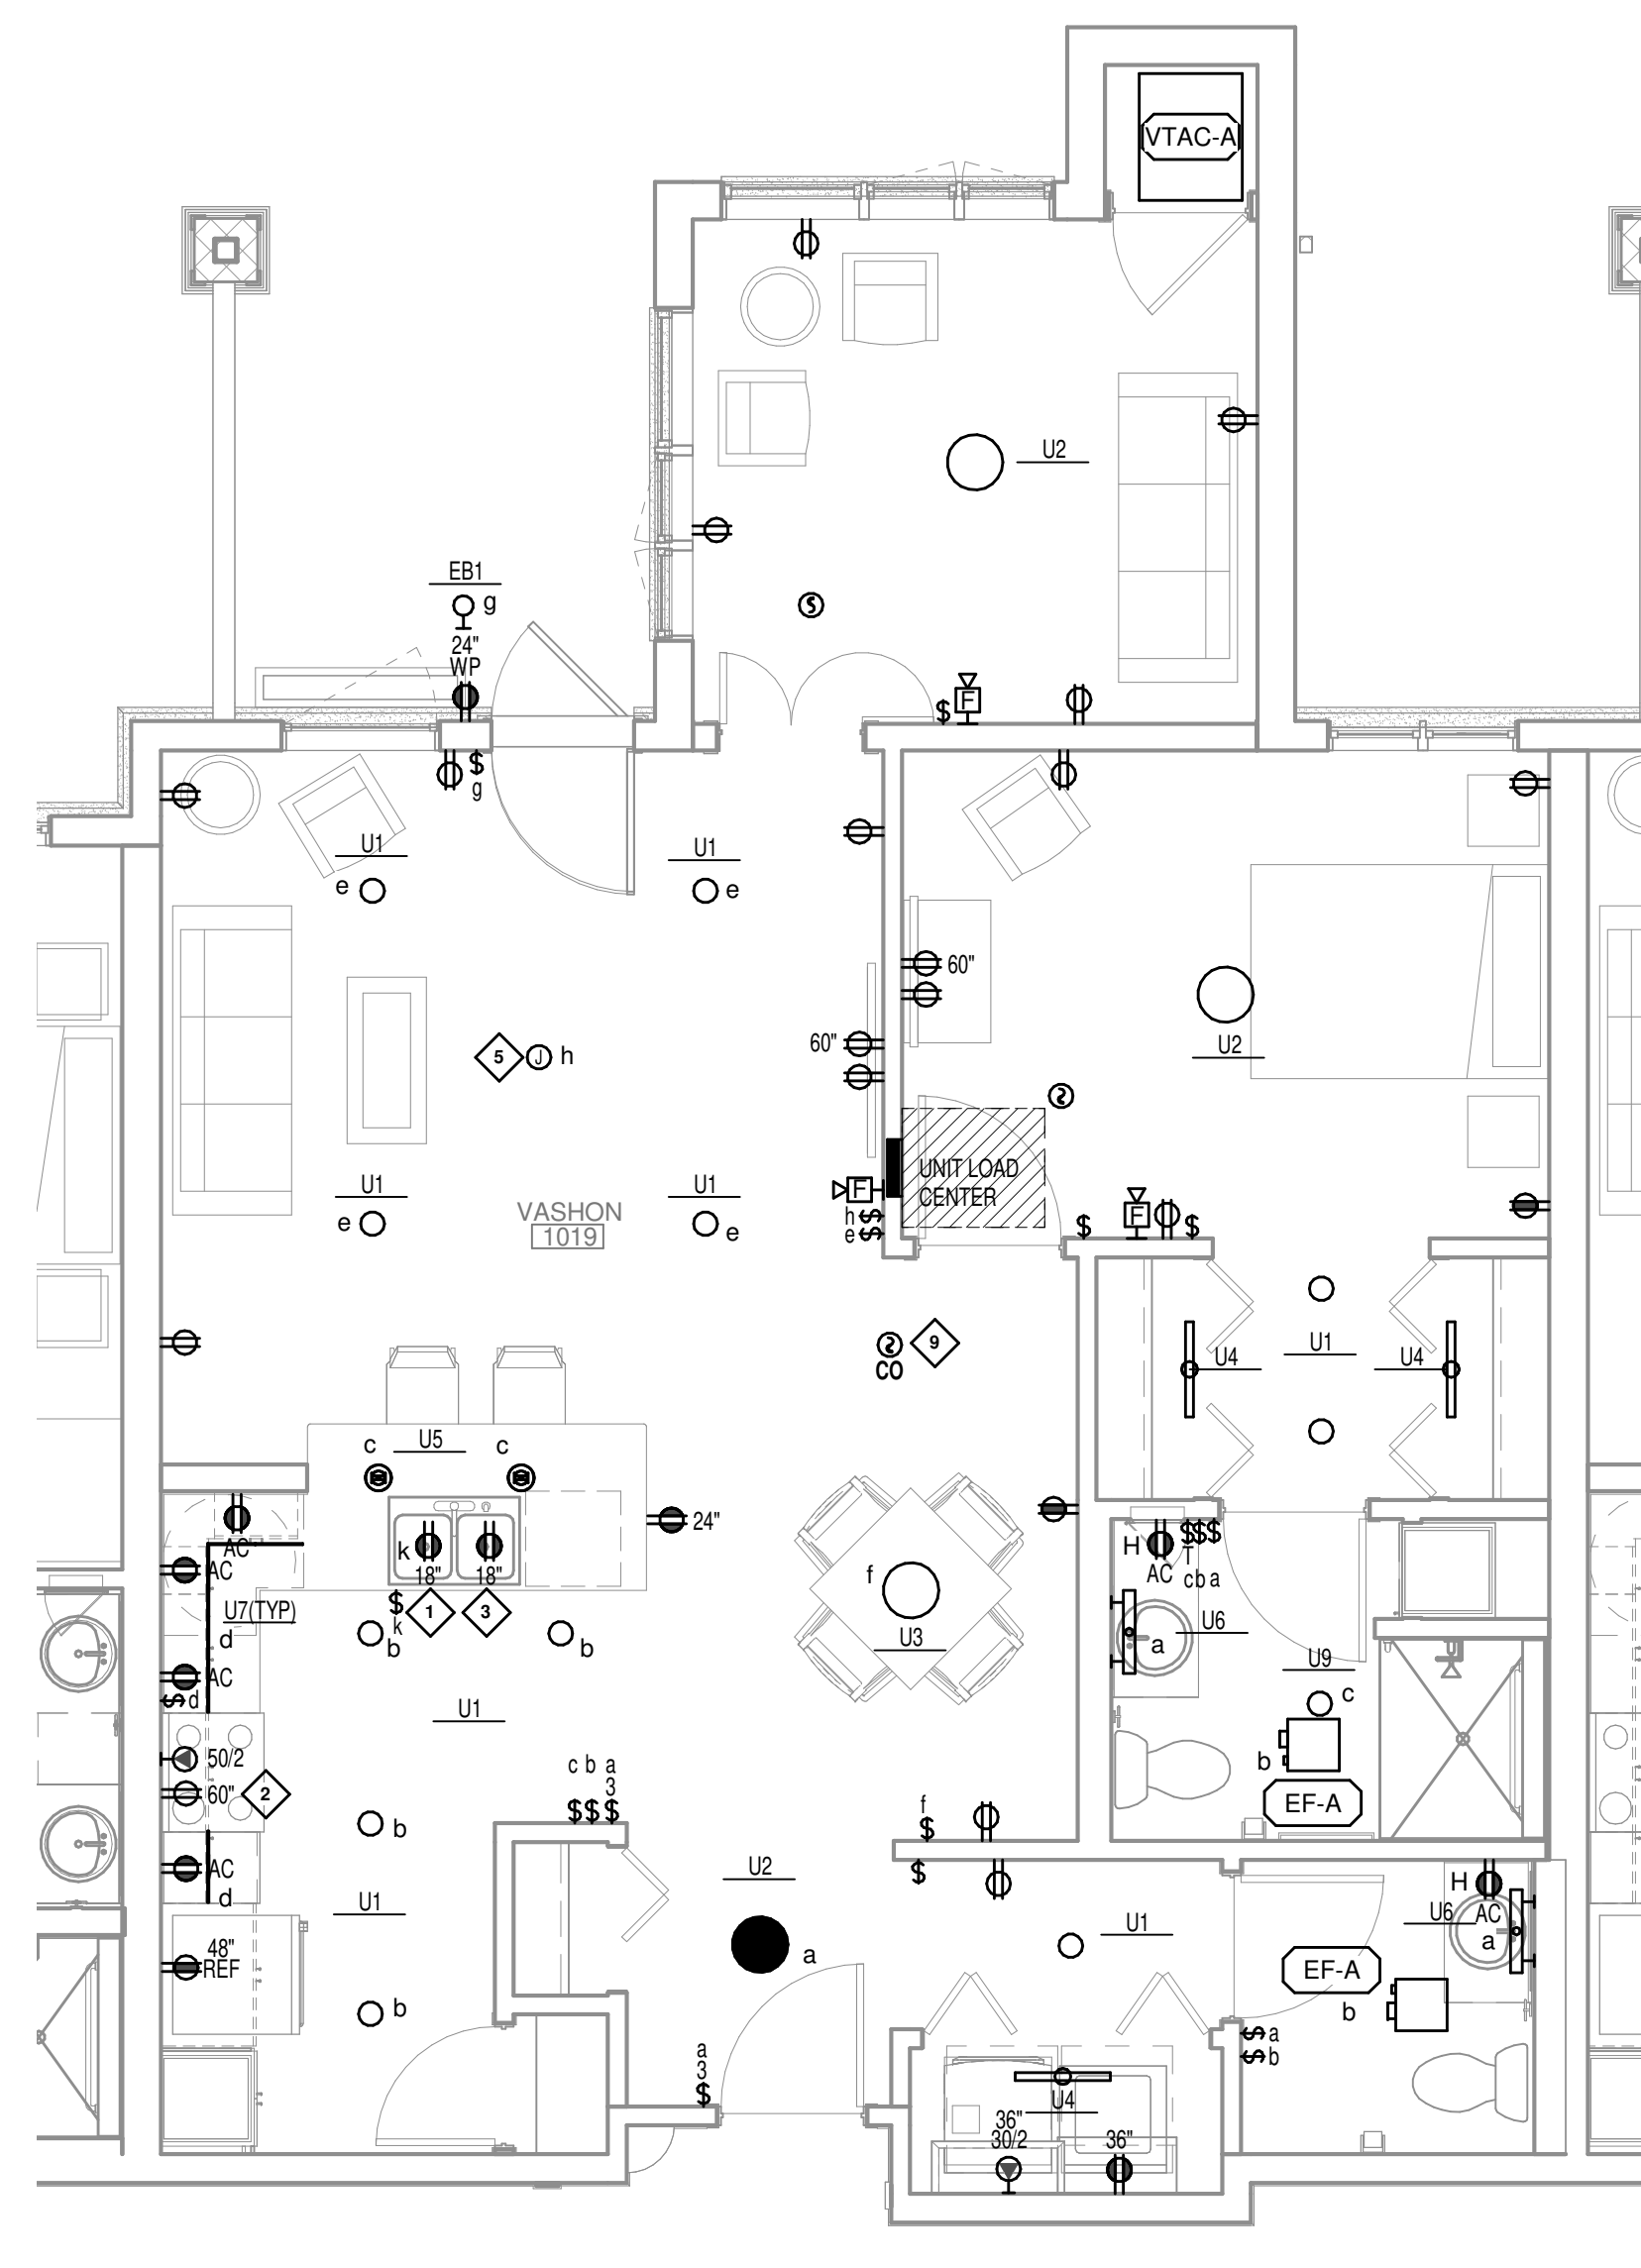 VTAC-A
U2
EB1
g
24"
WP
F
$
$
g
U1
U1
e
e
60"
60"
U2
5
J
h
UNIT LOAD
CENTER
U1
U1
VASHON
1019
e
e
F
h $
e $
$
F
$
9
CO
U4
U1
U4
c
U5
c
24"
AC
AC
k
18"
18"
$
k
1
3
H
AC
$$$
T
c b a
f
U3
U7(TYP)
d
b
b
U6
a
U9
c
AC
$ d
U1
50/2
60"
2
b
EF-A
c b a
3
$ $ $
f
$
b
AC
d
U2
$
H
AC
U6
a
U1
U1
a
EF-A
b
48"
REF
b
$ a
$ b
a
3
$
U4
36"
30/2
36"